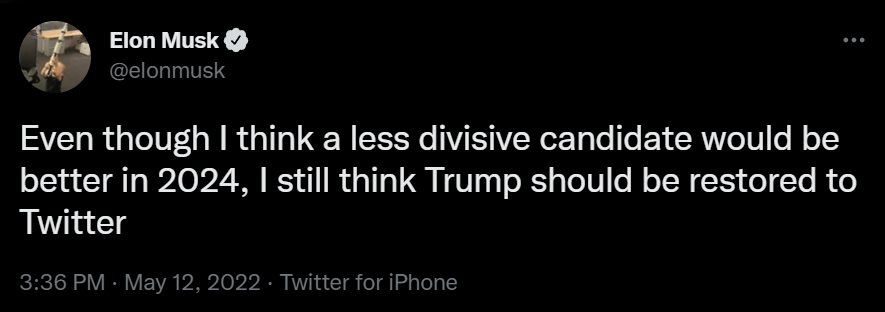 Elon Musk
@elonmusk
Even though I think a less divisive candidate would be
better in 2024, I still think Trump should be restored to
Twitter
3:36 PM · May 12, 2022 · Twitter for iPhone